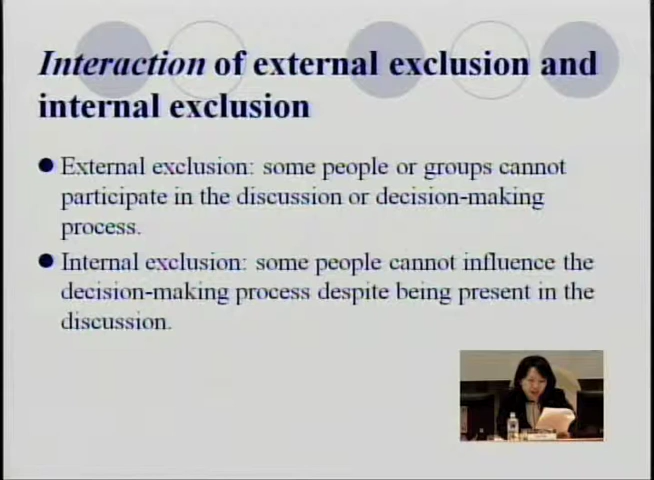 Interaction of external exclusion and
internal exclusion
● External exclusion: some people or groups cannot
participate in the discussion or decision-making
process.
● Internal exclusion: some people cannot influence the
decision-making process despite being present in the
discussion.